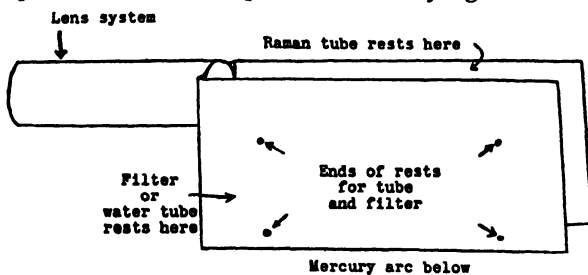 Lens system
Raman tube rests here
Ends of rests
for tube
and filter
Filter
or
water tube
rests here
Mercury arc below